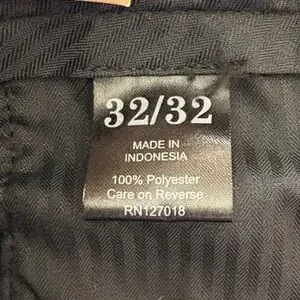 32/32
MADE IN
INDONESIA
100% Polyester
Care on Reverse
RN127018